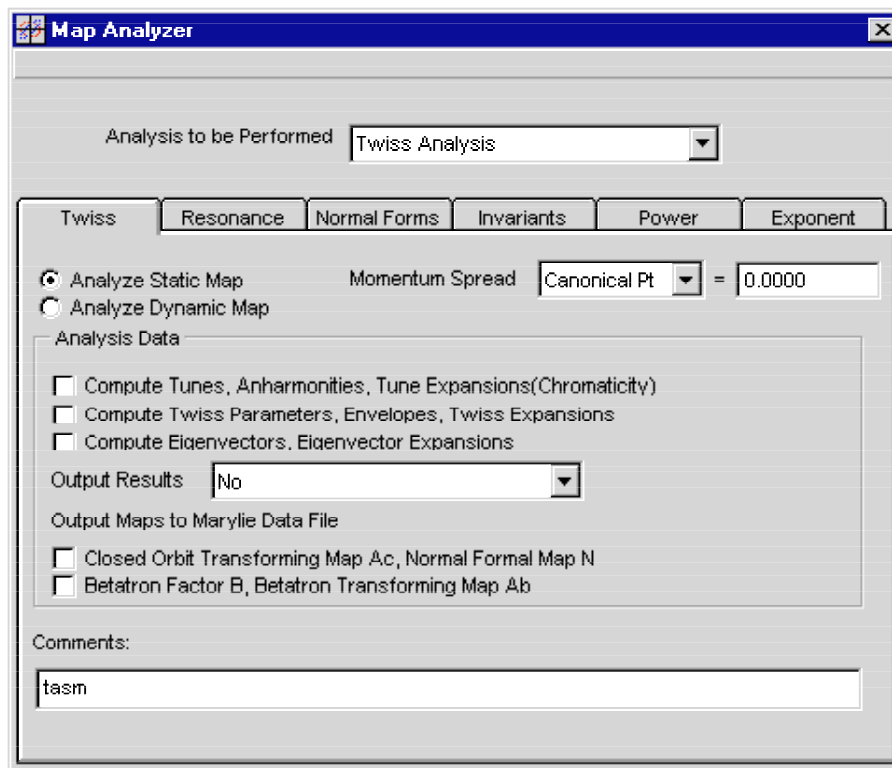 Map Analyzer
Analysis to be Performed Twiss Analysis
Twiss Resonance Normal Forms Invariants Power Exponent
Analyze Static Map Momentum Spread Canonical Pt = 0.0000
Analyze Dynamic Map
Analysis Data
Compute Tunes, Anharmonities, Tune Expansions(Chromaticity)
Compute Twiss Parameters, Envelopes, Twiss Expansions
Compute Eigenvectors, Eigenvector Expansions
Output Results No
Output Maps to Marylie Data File
Closed Orbit Transforming Map Ac, Normal Formal Map N
Betatron Factor B, Betatron Transforming Map Ab
Comments:
tasm